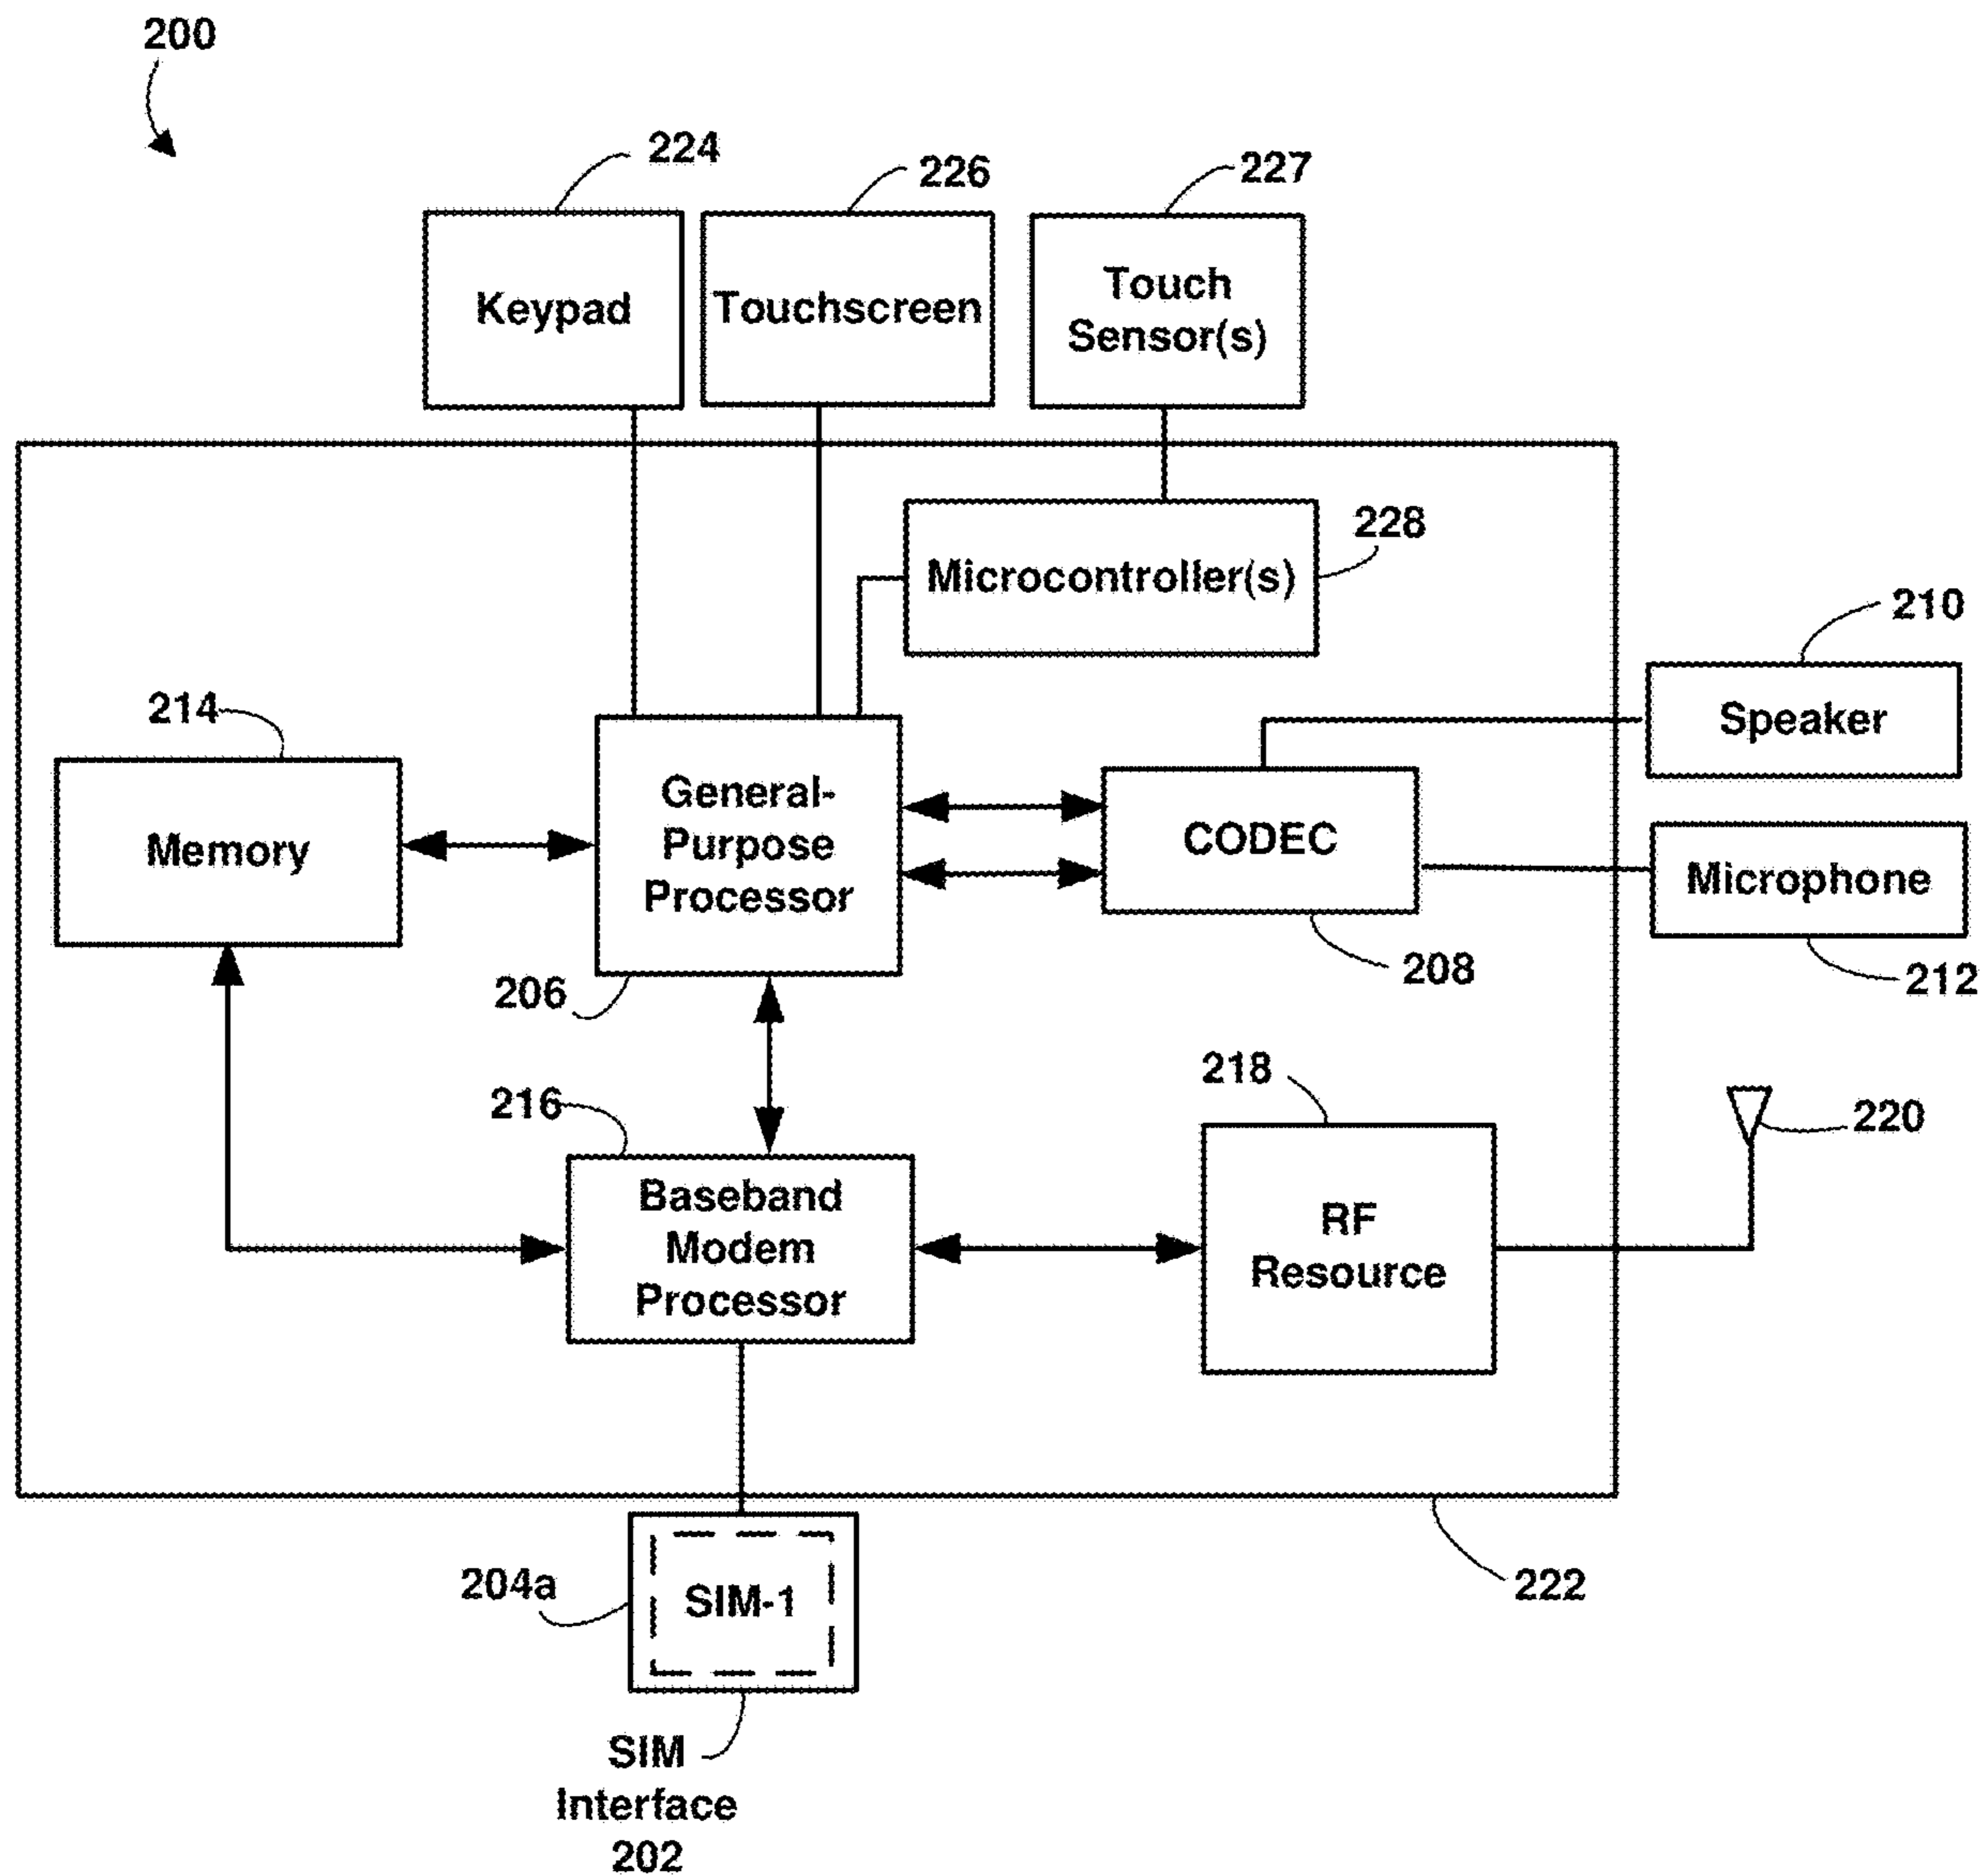 200
224
226
227
Keypad
Touchscreen
Touch
Sensor(s)
228
Microcontroller(s)
210
Speaker
214
Memory
General-
Purpose
Processor
CODEC
Microphone
206
208
212
216
218
220
Baseband
Modem
Processor
RF
Resource
204a
SIM-1
222
SIM
Interface
202